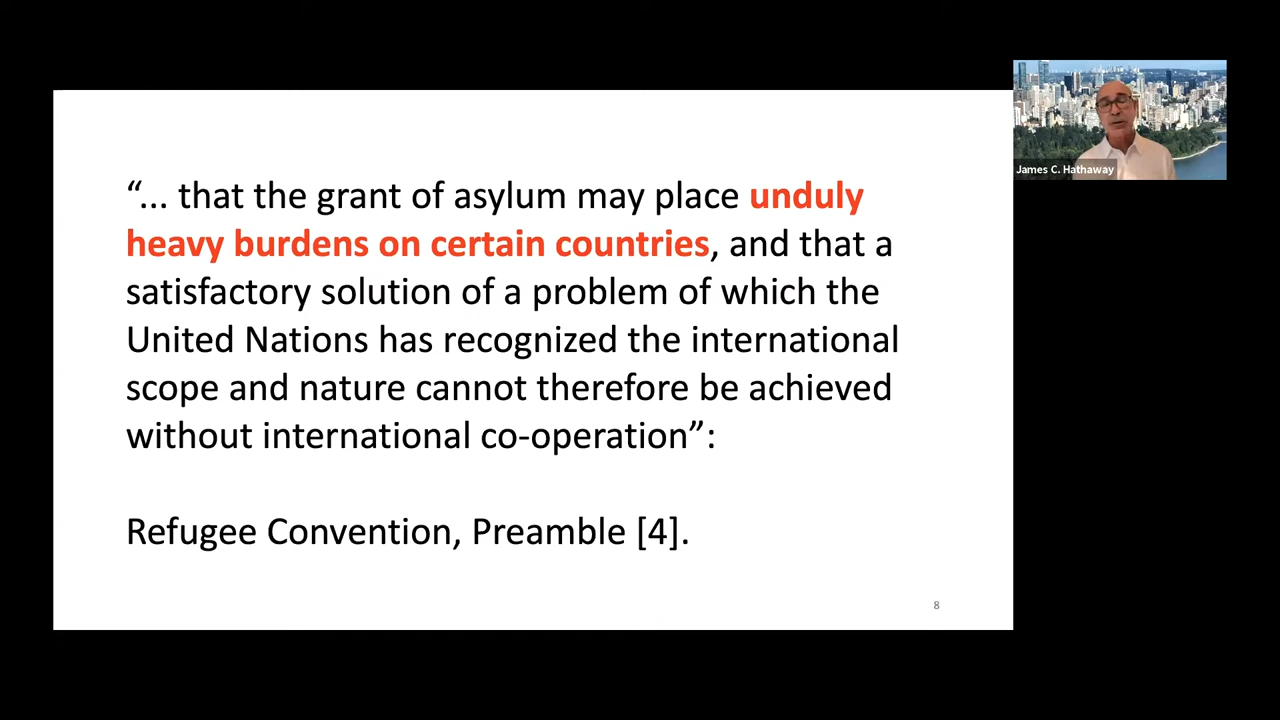 “... that the grant of asylum may place unduly
heavy burdens on certain countries, and that a
satisfactory solution of a problem of which the
United Nations has recognized the international
scope and nature cannot therefore be achieved
without international co-operation”:
Refugee Convention, Preamble [4].
8
James C. Hathaway